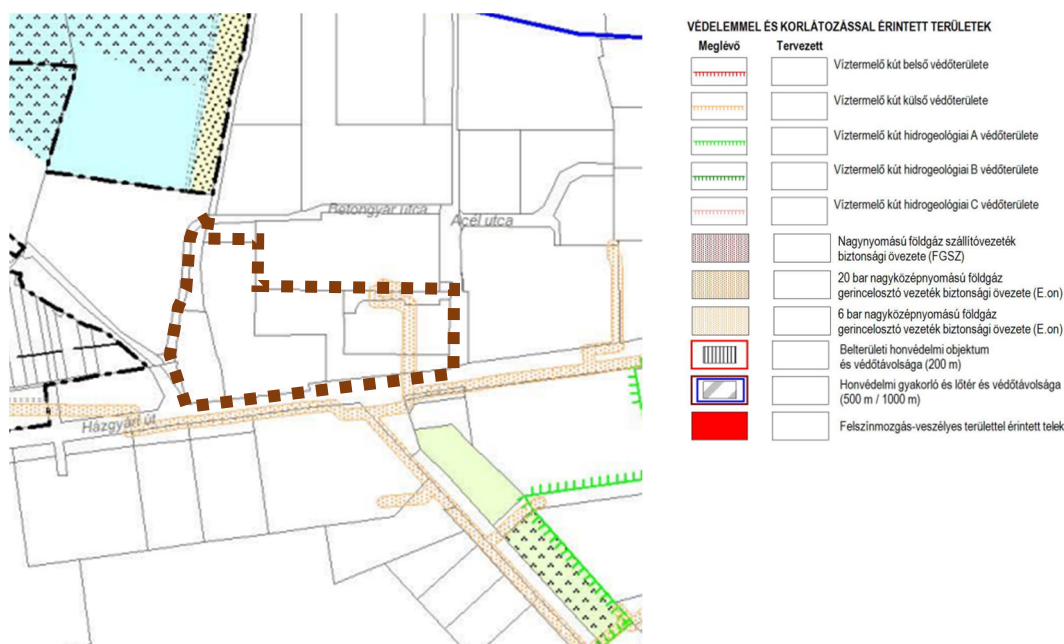 Betongyár utca
Acél utca
Házgyári út
VÉDELEMMEL ÉS KORLÁTOZÁSSAL ÉRINTETT TERÜLETEK
Meglévő Tervezett
Víztermelő kút belső védőterülete
Víztermelő kút külső védőterülete
Víztermelő kút hidrogeológiai A védőterülete
Víztermelő kút hidrogeológiai B védőterülete
Víztermelő kút hidrogeológiai C védőterülete
Nagynyomású földgáz szállítóvezeték
biztonsági övezete (FGSZ)
20 bar nagyközépnyomású földgáz
gerincelosztó vezeték biztonsági övezete (E.on)
6 bar nagyközépnyomású földgáz
gerincelosztó vezeték biztonsági övezete (E.on)
Belterületi honvédelmi objektum
és védőtávolsága (200 m)
Honvédelmi gyakorló és lőtér és védőtávolsága
(500 m / 1000 m)
Felszínmozgás-veszélyes területtel érintett telek